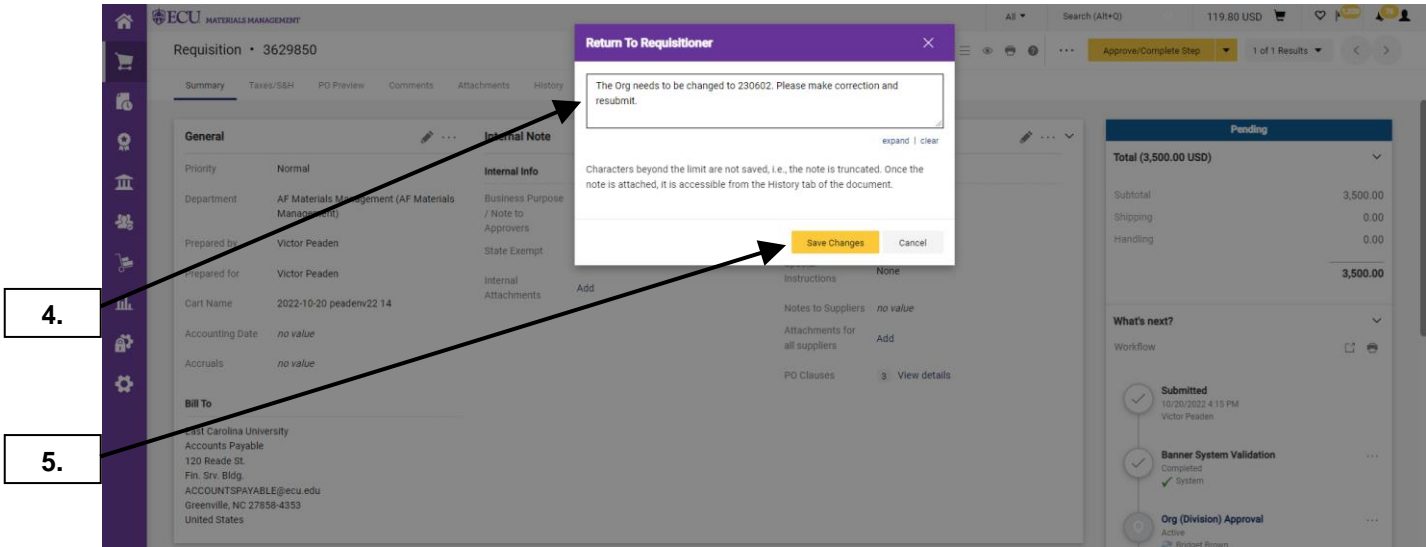 ECU MATERIALS MANAGEMENT
All
Search (Alt+Q)
119.80 USD
Requisition • 3629850
Return To Requisitioner
Approve/Complete Step
1 of 1 Results
Summary
Taxes/S&H
PO Preview
Comments
Attachments
History
The Org needs to be changed to 230602. Please make correction and
resubmit.
expand | clear
Characters beyond the limit are not saved, i.e., the note is truncated. Once the
note is attached, it is accessible from the History tab of the document.
Save Changes
Cancel
General
Priority Normal
Department AF Materials Management (AF Materials
Management)
Prepared by Victor Peaden
Prepared for Victor Peaden
Cart Name 2022-10-20 peadenv22 14
Accounting Date no value
Accruals no value
Bill To
East Carolina University
Accounts Payable
120 Reade St.
Fin. Srv. Bldg.
ACCOUNTSPAYABLE@ecu.edu
Greenville, NC 27858-4353
United States
Internal Note
Internal Info
Business Purpose
/ Note to
Approvers
State Exempt
Internal
Attachments
Add
Instructions None
Notes to Suppliers no value
Attachments for
all suppliers
Add
PO Clauses 3 View details
Pending
Total (3,500.00 USD)
Subtotal 3,500.00
Shipping 0.00
Handling 0.00
3,500.00
What's next?
Workflow
Submitted
10/20/2022 4:15 PM
Victor Peaden
Banner System Validation
Completed
System
Org (Division) Approval
Active
Bridget Brown
4.
5.